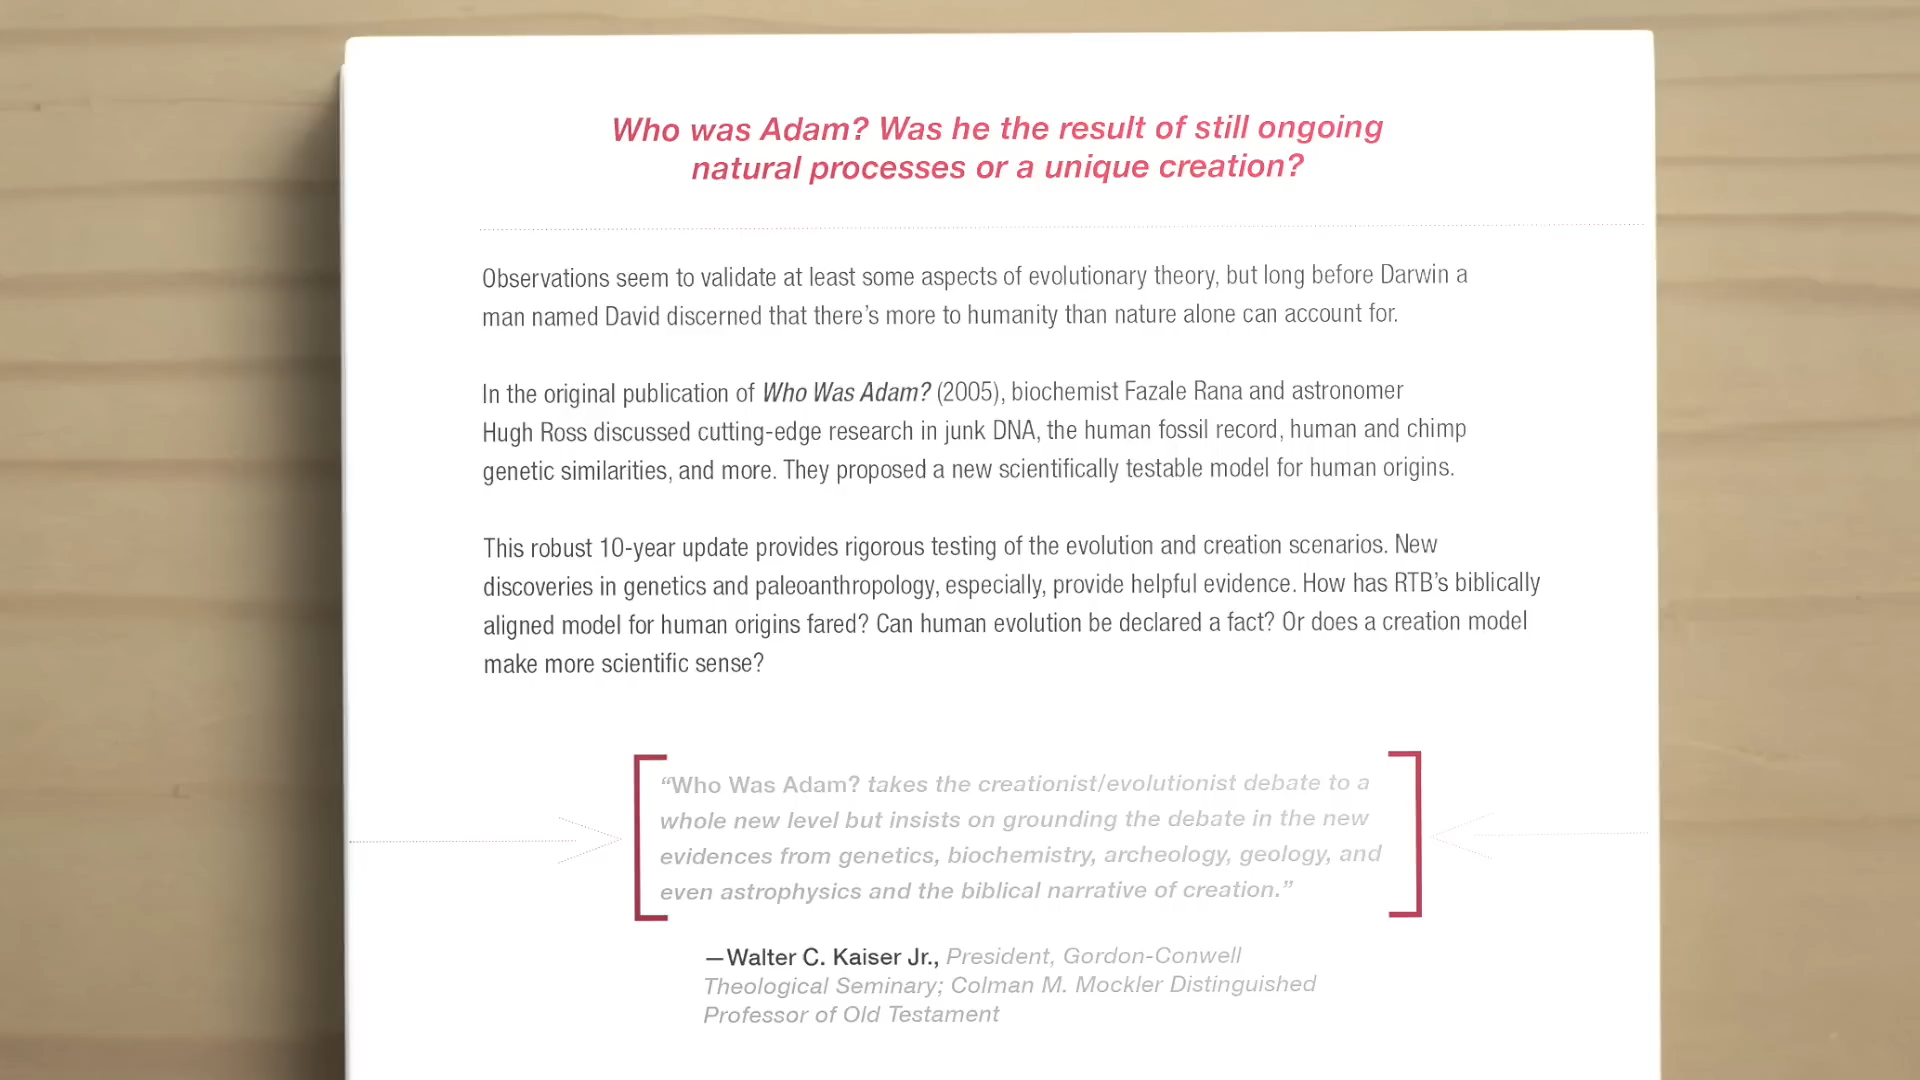 Who was Adam? Was he the result of still ongoing
natural processes or a unique creation?
Observations seem to validate at least some aspects of evolutionary theory, but long before Darwin a
man named David discerned that there’s more to humanity than nature alone can account for.
In the original publication of Who Was Adam? (2005), biochemist Fazale Rana and astronomer
Hugh Ross discussed cutting-edge research in junk DNA, the human fossil record, human and chimp
genetic similarities, and more. They proposed a new scientifically testable model for human origins.
This robust 10-year update provides rigorous testing of the evolution and creation scenarios. New
discoveries in genetics and paleoanthropology, especially, provide helpful evidence. How has RTB’s biblically
aligned model for human origins fared? Can human evolution be declared a fact? Or does a creation model
make more scientific sense?
“Who Was Adam? takes the creationist/evolutionist debate to a
whole new level but insists on grounding the debate in the new
evidences from genetics, biochemistry, archeology, geology, and
even astrophysics and the biblical narrative of creation.”
—Walter C. Kaiser Jr., President, Gordon-Conwell
Theological Seminary; Colman M. Mockler Distinguished
Professor of Old Testament